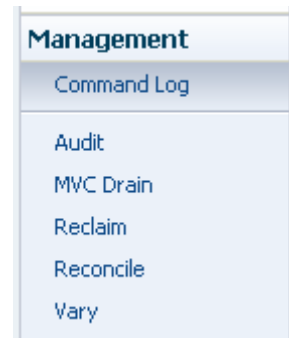 Management
Command Log
Audit
MVC Drain
Reclaim
Reconcile
Vary